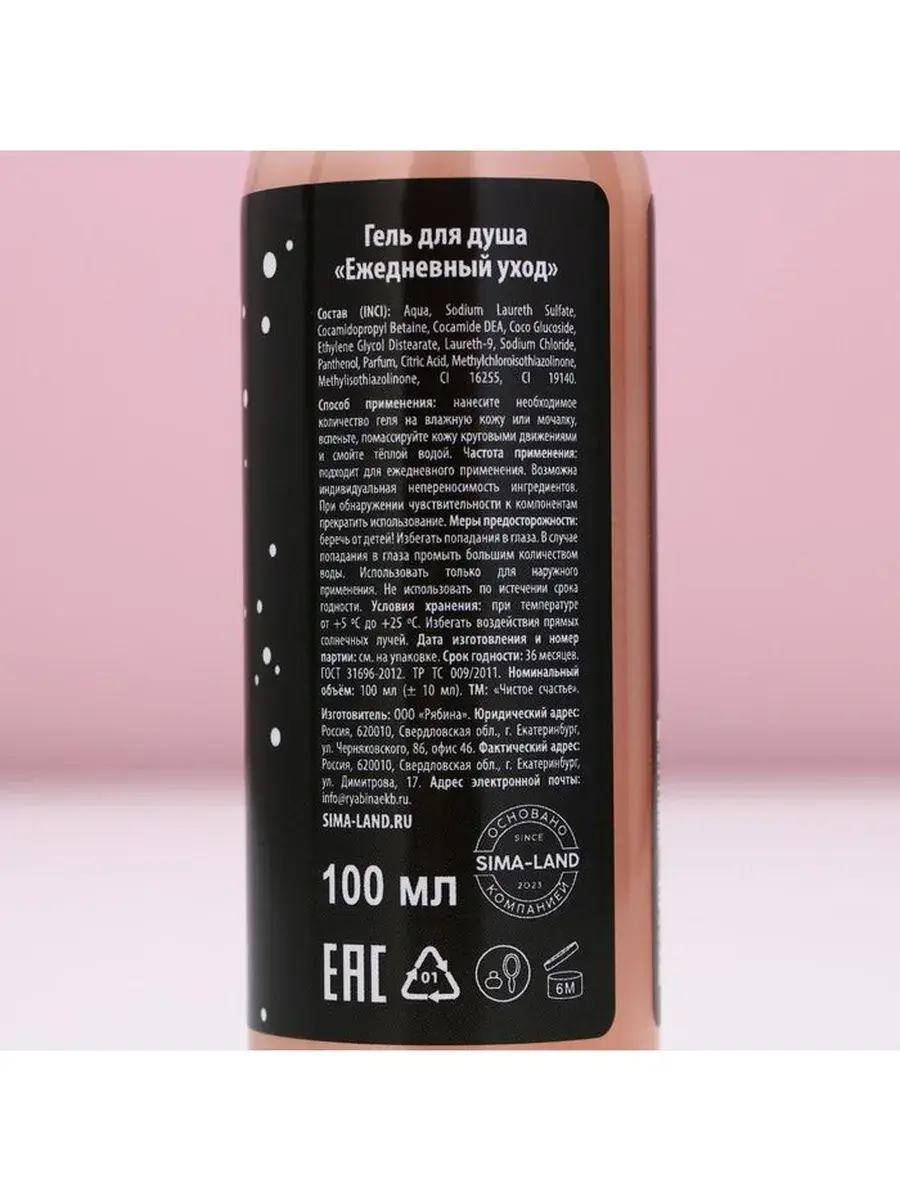 Гель для душа
«Ежедневный уход»
Состав (INCI): Aqua, Sodium Laureth Sulfate,
Cocamidopropyl Betaine, Cocamide DEA, Coco Glucoside,
Ethylene Glycol Distearate, Laureth-9, Sodium Chloride,
Panthenol, Parfum, Citric Acid, Methylchloroisothiazolinone,
Methylisothiazolinone, CI 16255, CI 19140.
Способ применения: нанесите необходимое
количество геля на влажную кожу или мочалку,
вспеньте, помассируйте кожу круговыми движениями
и смойте тёплой водой. Частота применения:
подходит для ежедневного применения. Возможна
индивидуальная непереносимость ингредиентов.
При обнаружении чувствительности к компонентам
прекратить использование. Меры предосторожности:
беречь от детей! Избегать попадания в глаза. В случае
попадания в глаза промыть большим количеством
воды. Использовать только для наружного
применения. Не использовать по истечении срока
годности. Условия хранения: при температуре
от +5 ºС до +25 ºС. Избегать воздействия прямых
солнечных лучей. Дата изготовления и номер
партии: см. на упаковке. Срок годности: 36 месяцев.
ГОСТ 31696-2012. ТР ТС 009/2011. Номинальный
объём: 100 мл (± 10 мл). ТМ: «Чистое счастье».
Изготовитель: ООО «Рябина». Юридический адрес:
Россия, 620010, Свердловская обл., г. Екатеринбург,
ул. Черняховского, 86, офис 46. Фактический адрес:
Россия, 620010, Свердловская обл., г. Екатеринбург,
ул. Димитрова, 17. Адрес электронной почты:
info@ryabinaekb.ru.
SIMA-LAND.RU
ОСНОВАНО
SINCE
SIMA-LAND
2023
КОМПАНИЕЙ
100 мл
EAC
01
6M